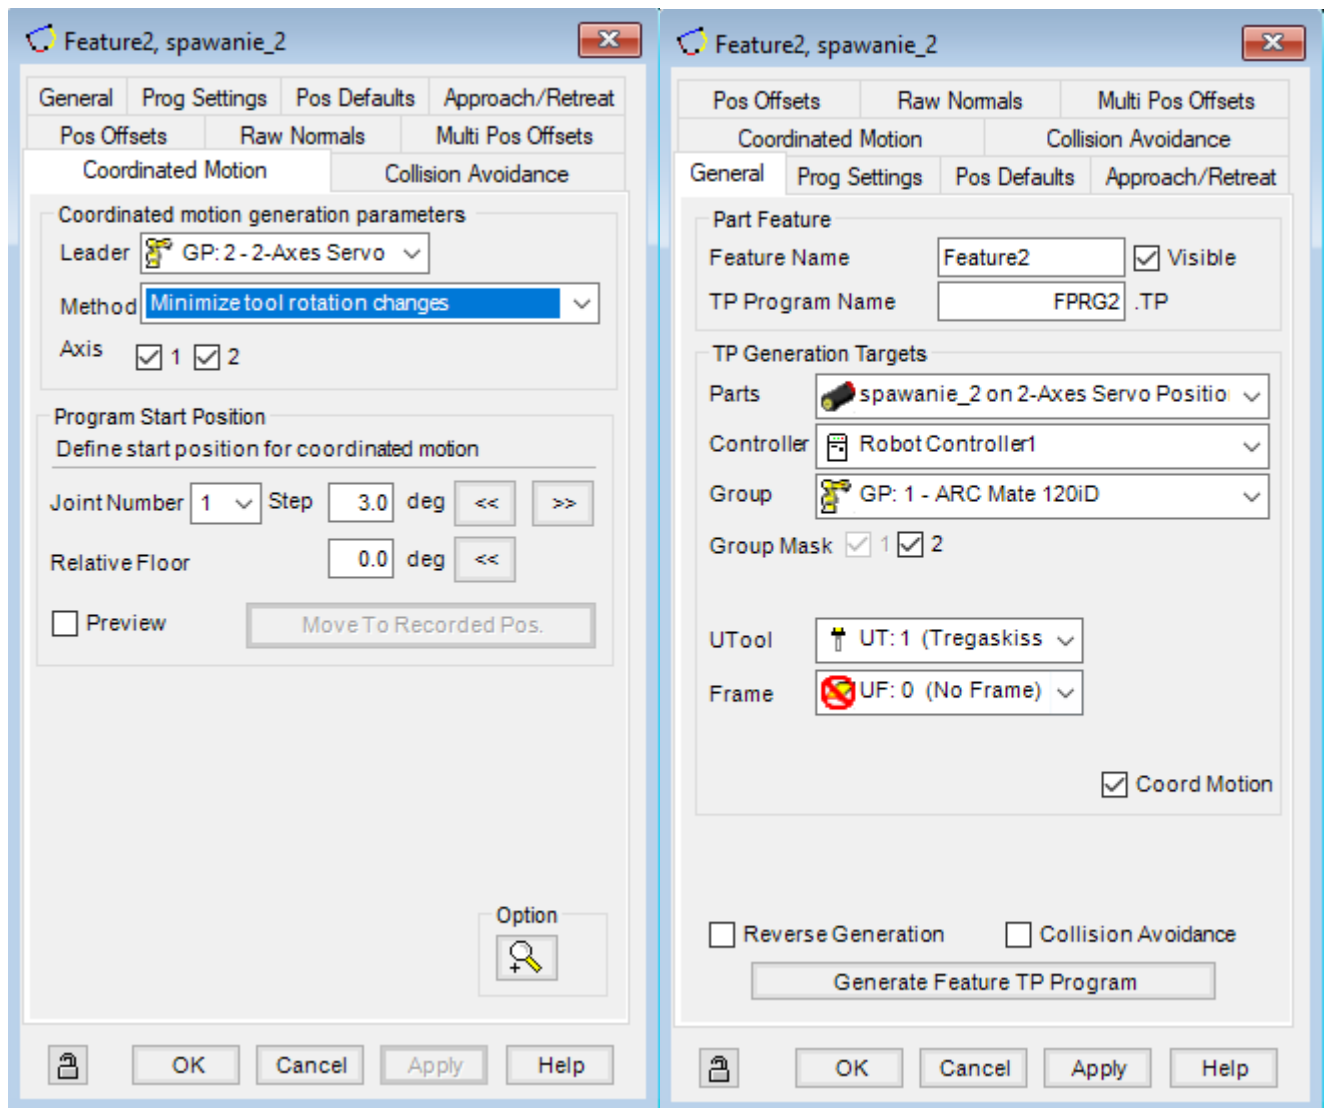 Feature2, spawanie_2
General Prog Settings Pos Defaults Approach/Retreat
Pos Offsets Raw Normals Multi Pos Offsets
Coordinated Motion Collision Avoidance
Coordinated motion generation parameters
Leader GP: 2 - 2-Axes Servo
Method Minimize tool rotation changes
Axis 1 2
Program Start Position
Define start position for coordinated motion
Joint Number 1 Step 3.0 deg << >>
Relative Floor 0.0 deg <<
Preview Move To Recorded Pos.
Option
OK Cancel Apply Help
Feature2, spawanie_2
Pos Offsets Raw Normals Multi Pos Offsets
Coordinated Motion Collision Avoidance
General Prog Settings Pos Defaults Approach/Retreat
Part Feature
Feature Name Feature2 Visible
TP Program Name FPRG2 .TP
TP Generation Targets
Parts spawanie_2 on 2-Axes Servo Positio
Controller Robot Controller1
Group GP: 1 - ARC Mate 120iD
Group Mask 1 2
UTool UT: 1 (Tregaskiss
Frame UF: 0 (No Frame)
Coord Motion
Reverse Generation Collision Avoidance
Generate Feature TP Program
OK Cancel Apply Help